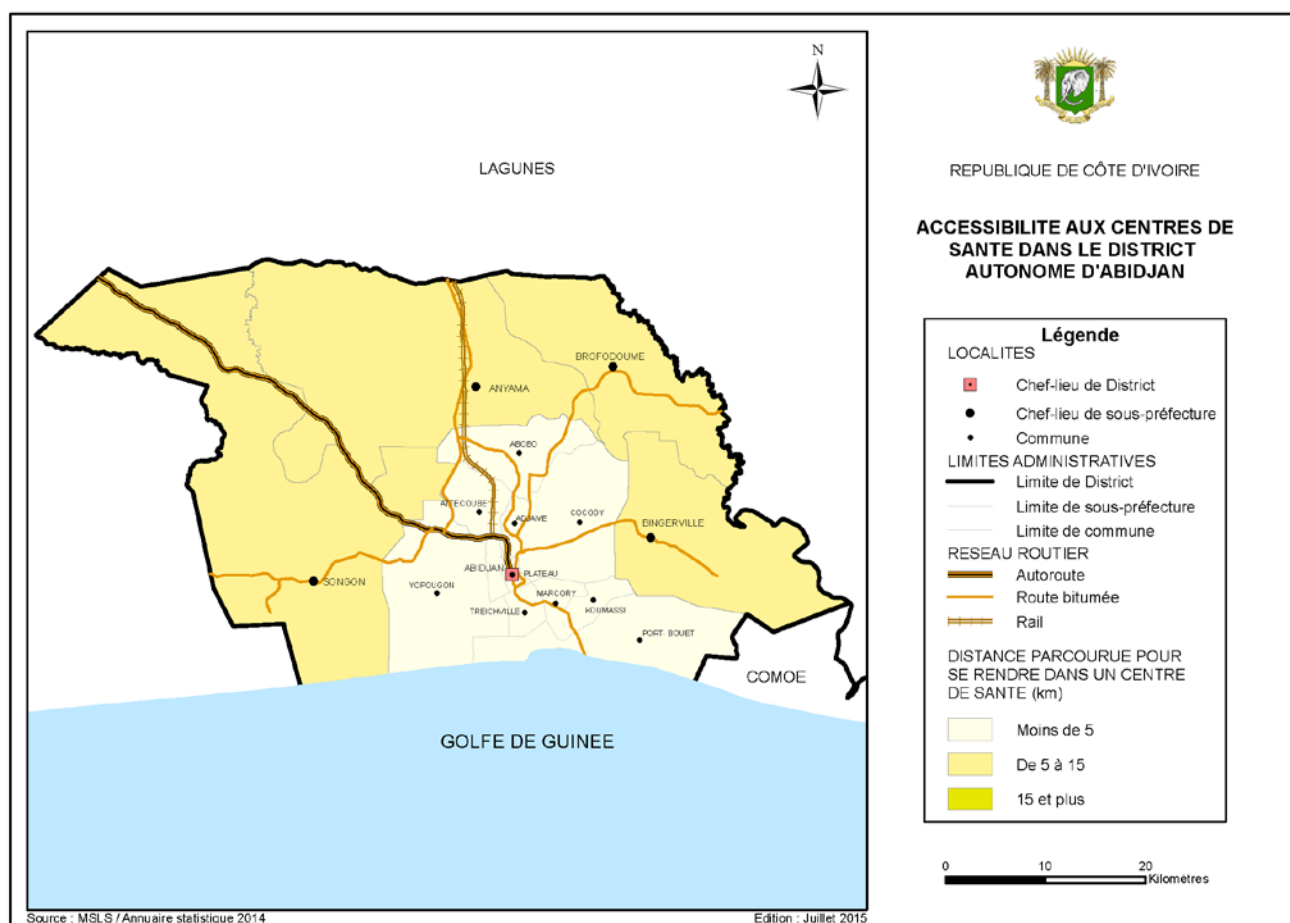 N
LAGUNES
BROFODOUME
ANYAMA
ABOBO
ATTECOUBE
ADJAME
COCODY
BINGERVILLE
SONGON
ABIDJAN
PLATEAU
YOPOUGON
MARCORY
KOUMASSI
TREICHVILLE
PORT- BOUET
COMOE
GOLFE DE GUINEE
Source : MSLS / Annuaire statistique 2014
Edition : Juillet 2015
REPUBLIQUE DE CÔTE D'IVOIRE
ACCESSIBILITE AUX CENTRES DE
SANTE DANS LE DISTRICT
AUTONOME D'ABIDJAN
Légende
LOCALITES
Chef-lieu de District
Chef-lieu de sous-préfecture
Commune
LIMITES ADMINISTRATIVES
Limite de District
Limite de sous-préfecture
Limite de commune
RESEAU ROUTIER
Autoroute
Route bitumée
Rail
DISTANCE PARCOURUE POUR
SE RENDRE DANS UN CENTRE
DE SANTE (km)
Moins de 5
De 5 à 15
15 et plus
0 10 20
Kilomètres